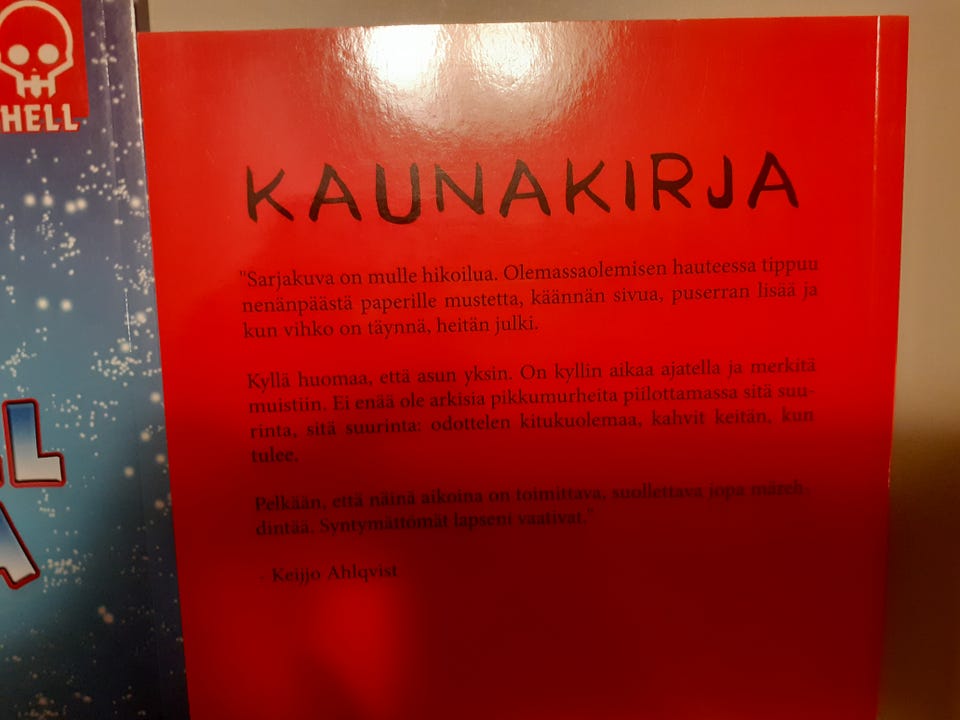 HELL
KAUNAKIRJA
"Sarjakuva on mulle hikoilua. Olemassaolemisen hauteessa tippuu
nenänpäästä paperille mustetta, käännän sivua, puserran lisää ja
kun vihko on täynnä, heitän julki.
Kyllä huomaa, että asun yksin. On kyllin aikaa ajatella ja merkitä
muistiin. Ei enää ole arkisia pikkumurheita piilottamassa sitä suu-
rinta, sitä suurinta: odottelen kitukuolemaa, kahvit keitän, kun
tulee.
Pelkään, että näinä aikoina on toimittava, suollettava jopa märeh-
dintää. Syntymättömät lapseni vaativat."
- Keijjo Ahlqvist
L
A